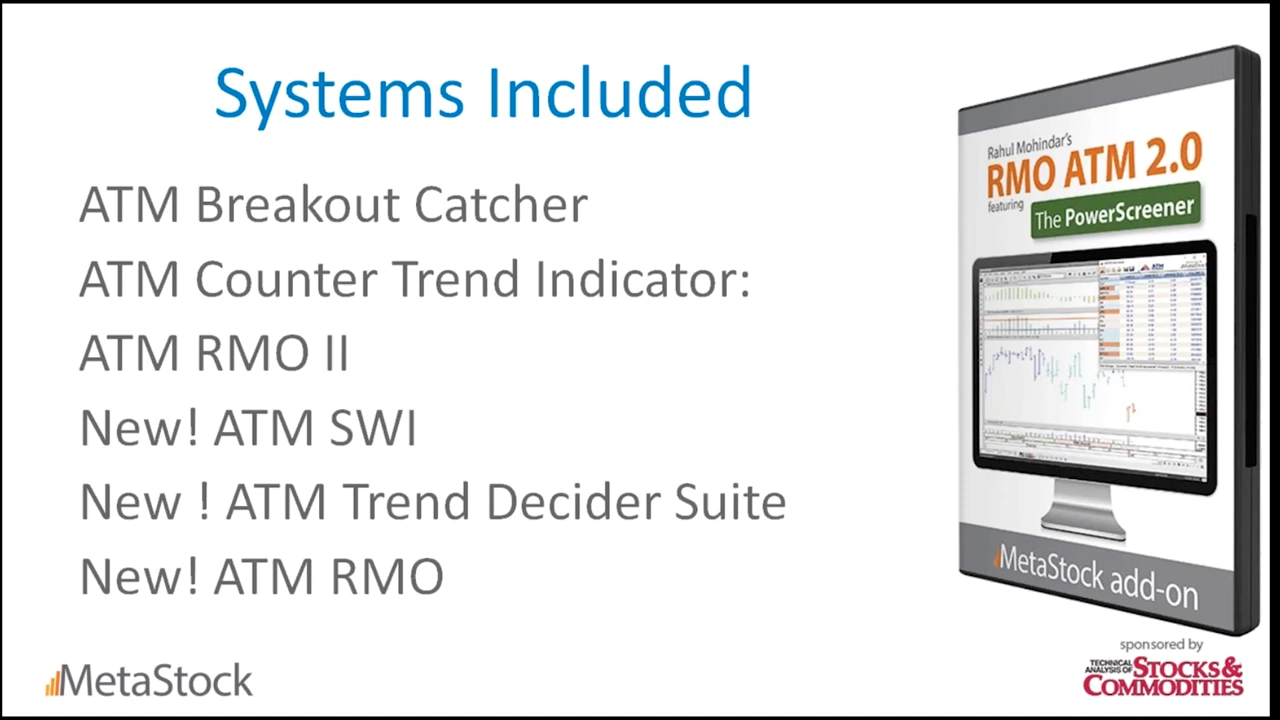 Systems Included
ATM Breakout Catcher
ATM Counter Trend Indicator:
ATM RMO II
New! ATM SWI
New ! ATM Trend Decider Suite
New! ATM RMO
Rahul Mohindar's
RMO ATM 2.0
featuring
The PowerScreener
MetaStock add-on
MetaStock
sponsored by
TECHNICAL
ANALYSIS OF
STOCKS &
COMMODITIES